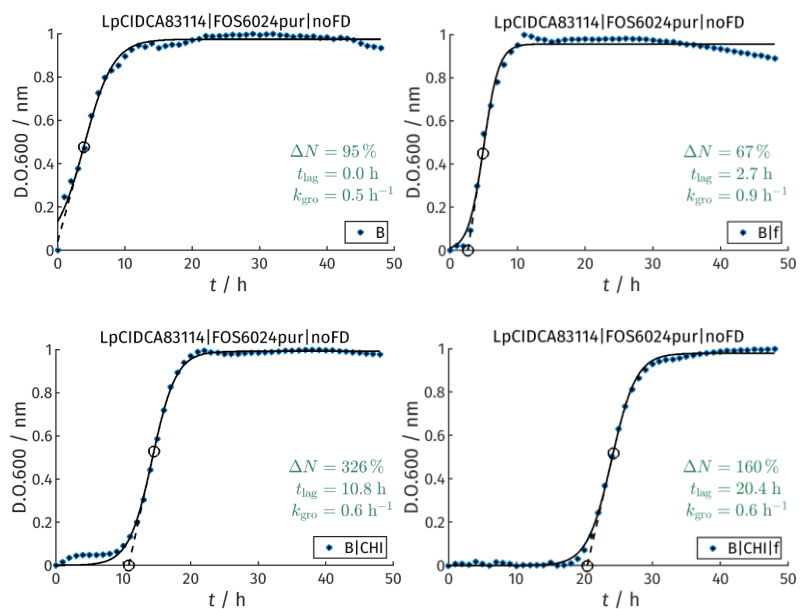 LpCIDCA83114|FOS6024pur|noFD
D.O.600 / nm
1
0.8
0.6
0.4
0.2
0
0 10 20 30 40 50
t / h
ΔN = 95 %
t_lag = 0.0 h
k_gro = 0.5 h⁻¹
B
LpCIDCA83114|FOS6024pur|noFD
D.O.600 / nm
1
0.8
0.6
0.4
0.2
0
0 10 20 30 40 50
t / h
ΔN = 67 %
t_lag = 2.7 h
k_gro = 0.9 h⁻¹
B|f
LpCIDCA83114|FOS6024pur|noFD
D.O.600 / nm
1
0.8
0.6
0.4
0.2
0
0 10 20 30 40 50
t / h
ΔN = 326 %
t_lag = 10.8 h
k_gro = 0.6 h⁻¹
B|CHI
LpCIDCA83114|FOS6024pur|noFD
D.O.600 / nm
1
0.8
0.6
0.4
0.2
0
0 10 20 30 40 50
t / h
ΔN = 160 %
t_lag = 20.4 h
k_gro = 0.6 h⁻¹
B|CHI|f